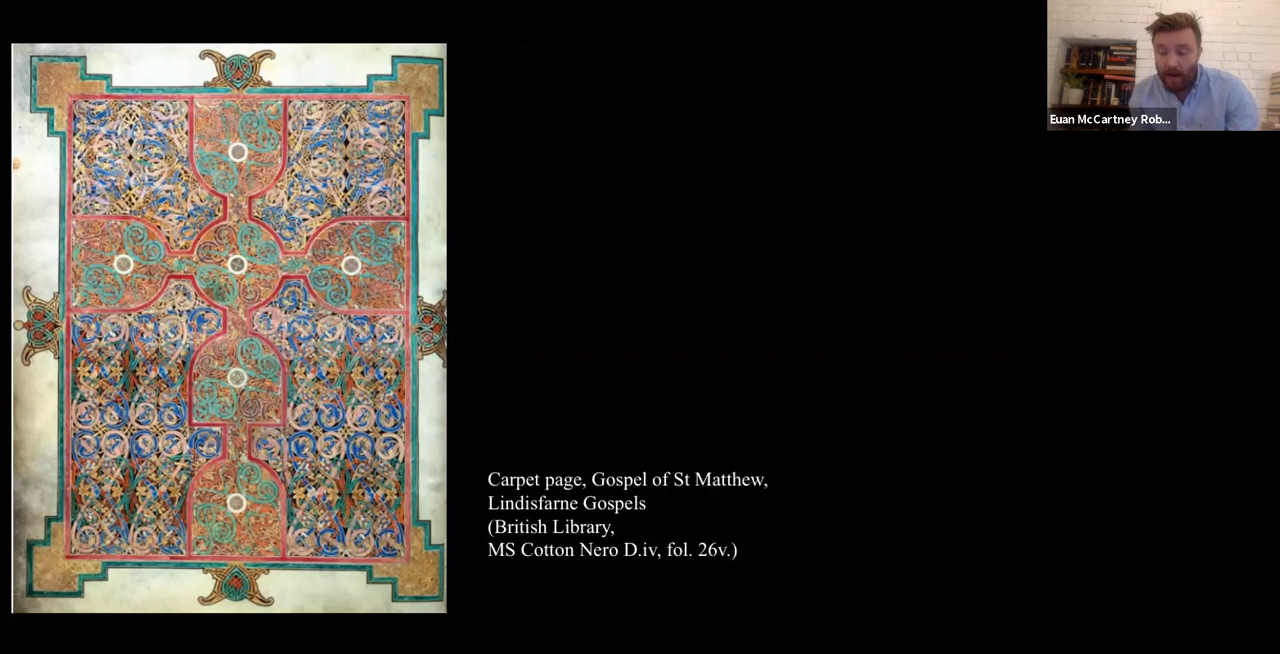 Euan McCartney Rob...
Carpet page, Gospel of St Matthew,
Lindisfarne Gospels
(British Library,
MS Cotton Nero D.iv, fol. 26v.)